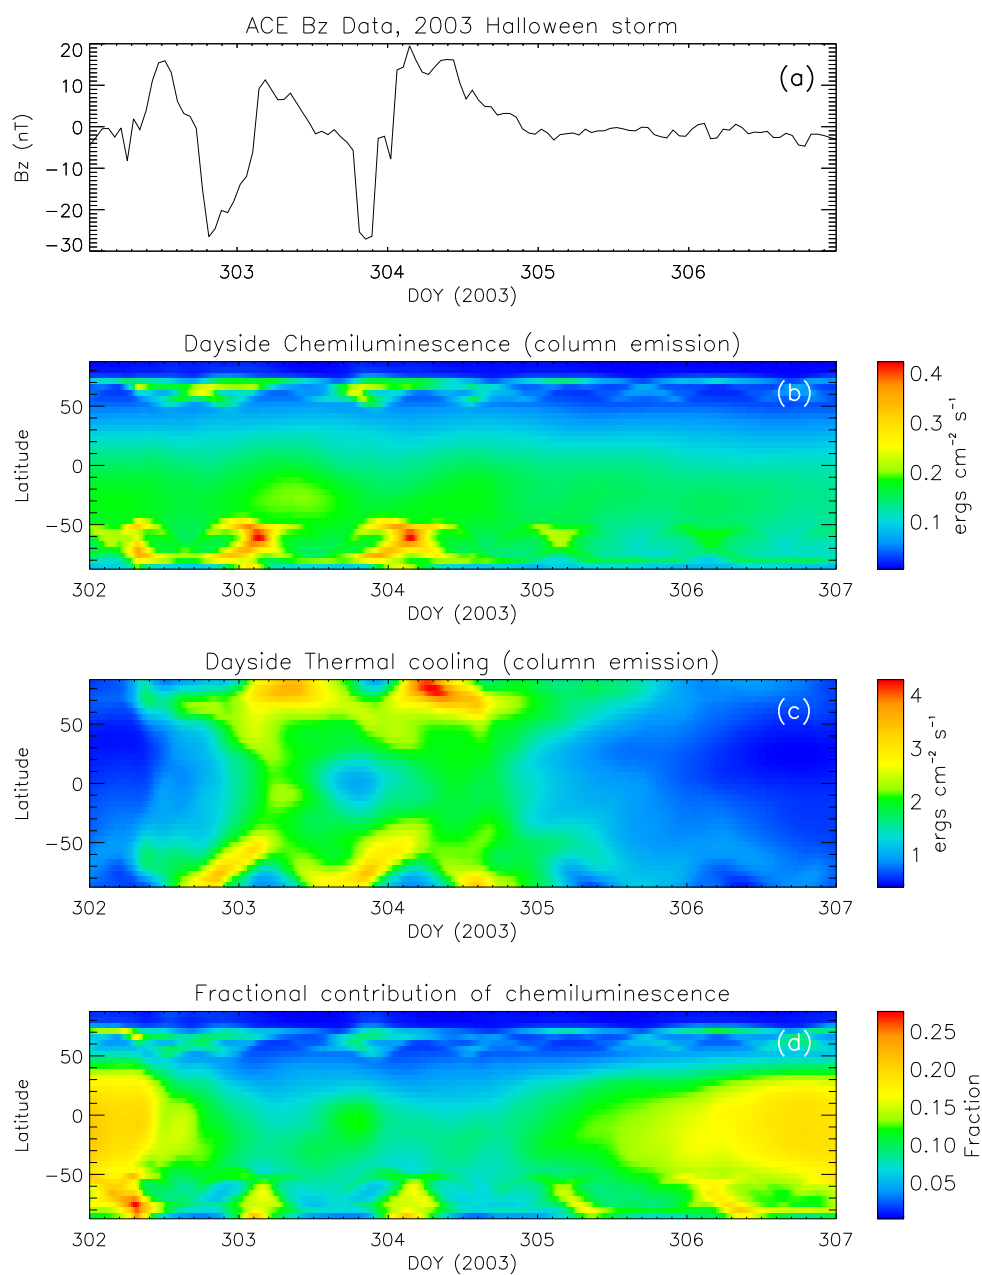 ACE Bz Data, 2003 Halloween storm
(a)
Bz (nT)
20
10
0
−10
−20
−30
303 304 305 306
DOY (2003)
Dayside Chemiluminescence (column emission)
(b)
Latitude
50
0
−50
302 303 304 305 306 307
DOY (2003)
0.4
0.3
0.2
0.1
ergs cm⁻² s⁻¹
Dayside Thermal cooling (column emission)
(c)
Latitude
50
0
−50
302 303 304 305 306 307
DOY (2003)
4
3
2
1
ergs cm⁻² s⁻¹
Fractional contribution of chemiluminescence
(d)
Latitude
50
0
−50
302 303 304 305 306 307
DOY (2003)
0.25
0.20
0.15
0.10
0.05
Fraction